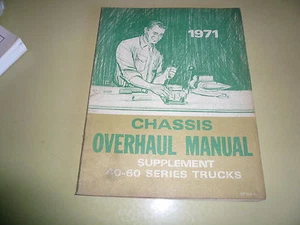 1971
CHASSIS
OVERHAUL MANUAL
SUPPLEMENT
40-60 SERIES TRUCKS